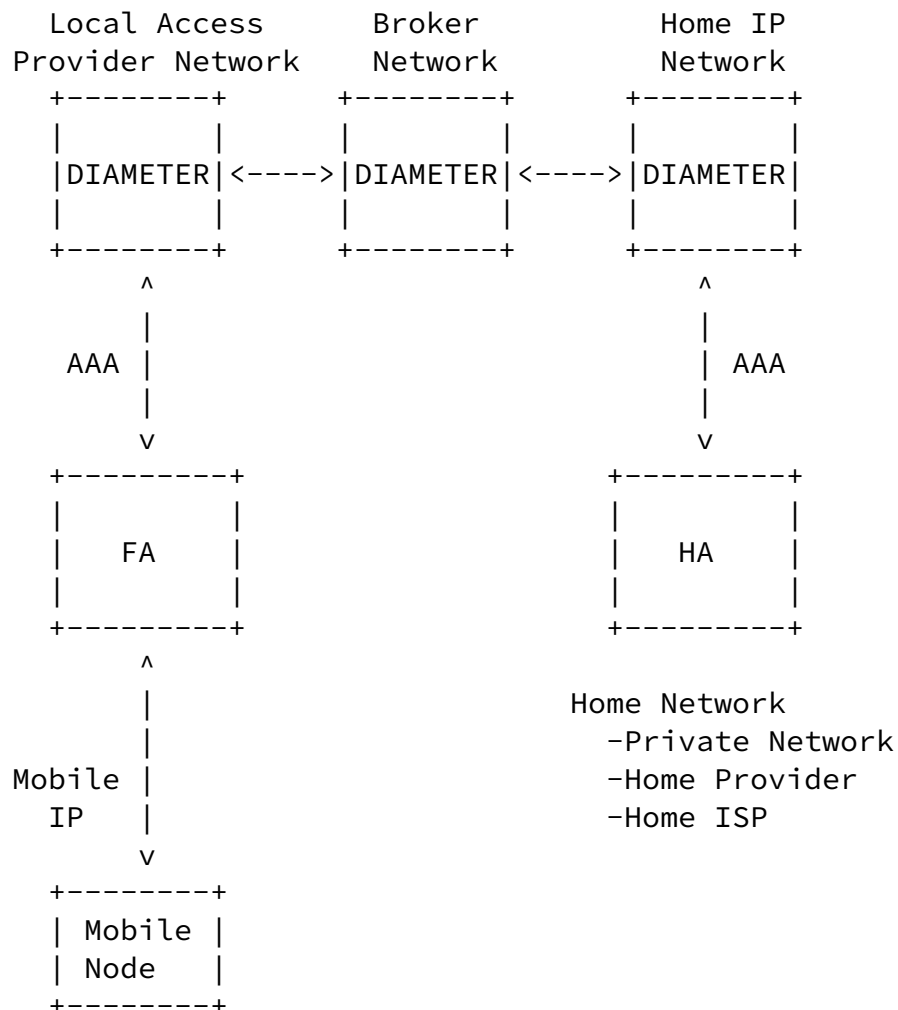 Local Access Broker Home IP
Provider Network Network Network
DIAMETER <----> DIAMETER <----> DIAMETER
AAA AAA
FA HA
Home Network
-Private Network
Mobile -Home Provider
IP -Home ISP
Mobile
Node